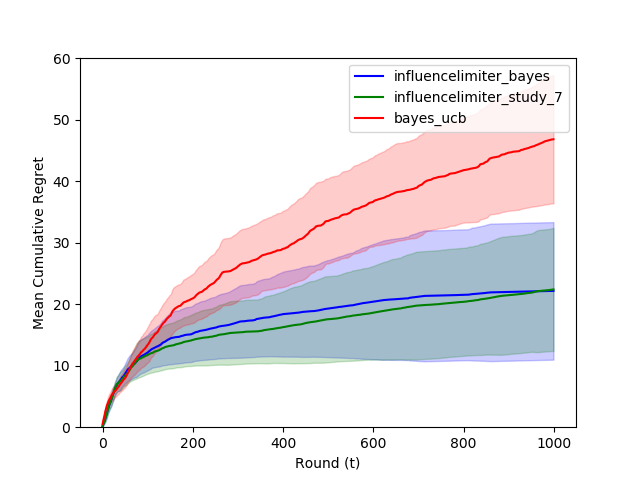 influencelimiter_bayes
influencelimiter_study_7
bayes_ucb
Mean Cumulative Regret
60
50
40
30
20
10
0
0 200 400 600 800 1000
Round (t)